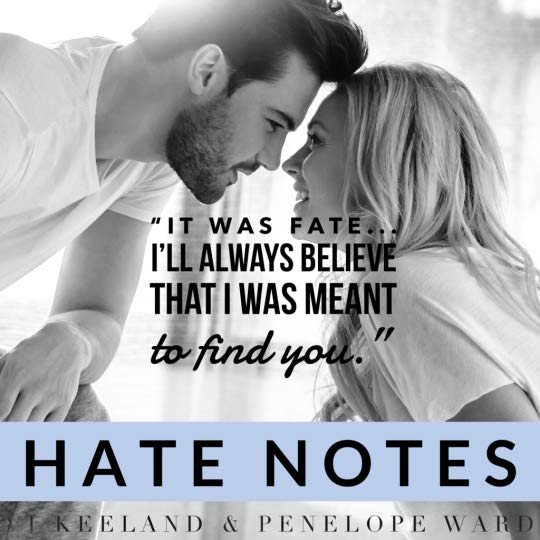 “IT WAS FATE...
I’LL ALWAYS BELIEVE
THAT I WAS MEANT
to find you.”
HATE NOTES
I KEELAND & PENELOPE WARD